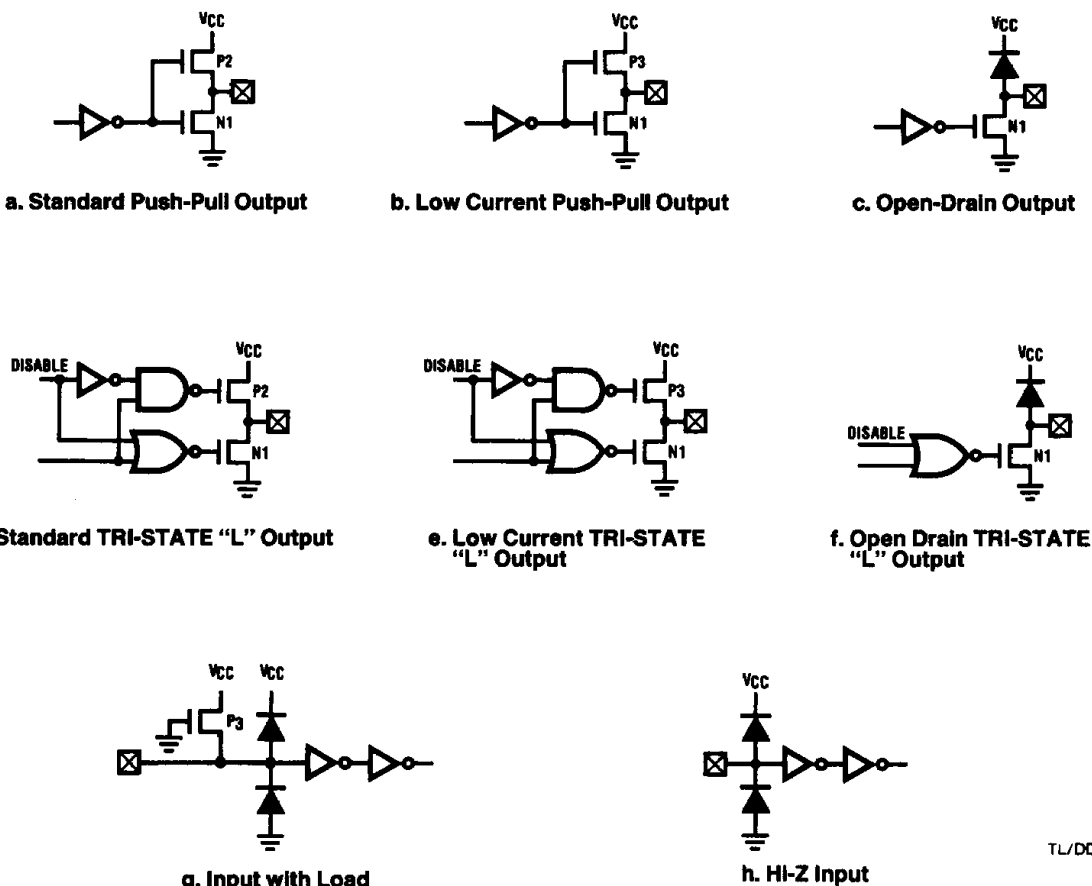 VCC
P2
N1
a. Standard Push-Pull Output
VCC
P3
N1
b. Low Current Push-Pull Output
VCC
N1
c. Open-Drain Output
DISABLE
VCC
P2
N1
Standard TRI-STATE “L” Output
DISABLE
VCC
P3
N1
e. Low Current TRI-STATE
“L” Output
DISABLE
VCC
N1
f. Open Drain TRI-STATE
“L” Output
VCC
VCC
P3
g. Input with Load
VCC
h. Hi-Z Input
TL/DD